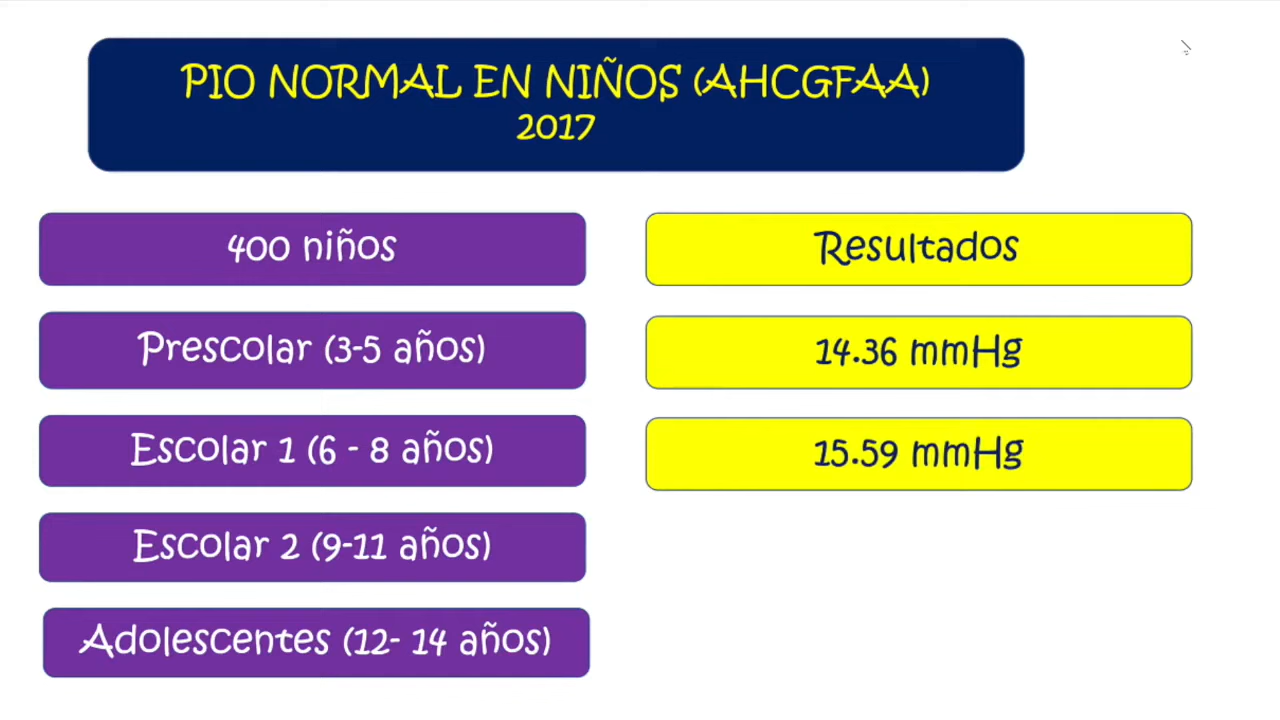 PIO NORMAL EN NIÑOS (AHCGFAA)
2017
400 niños
Resultados
Prescolar (3-5 años)
14.36 mmHg
Escolar 1 (6 - 8 años)
15.59 mmHg
Escolar 2 (9-11 años)
Adolescentes (12- 14 años)